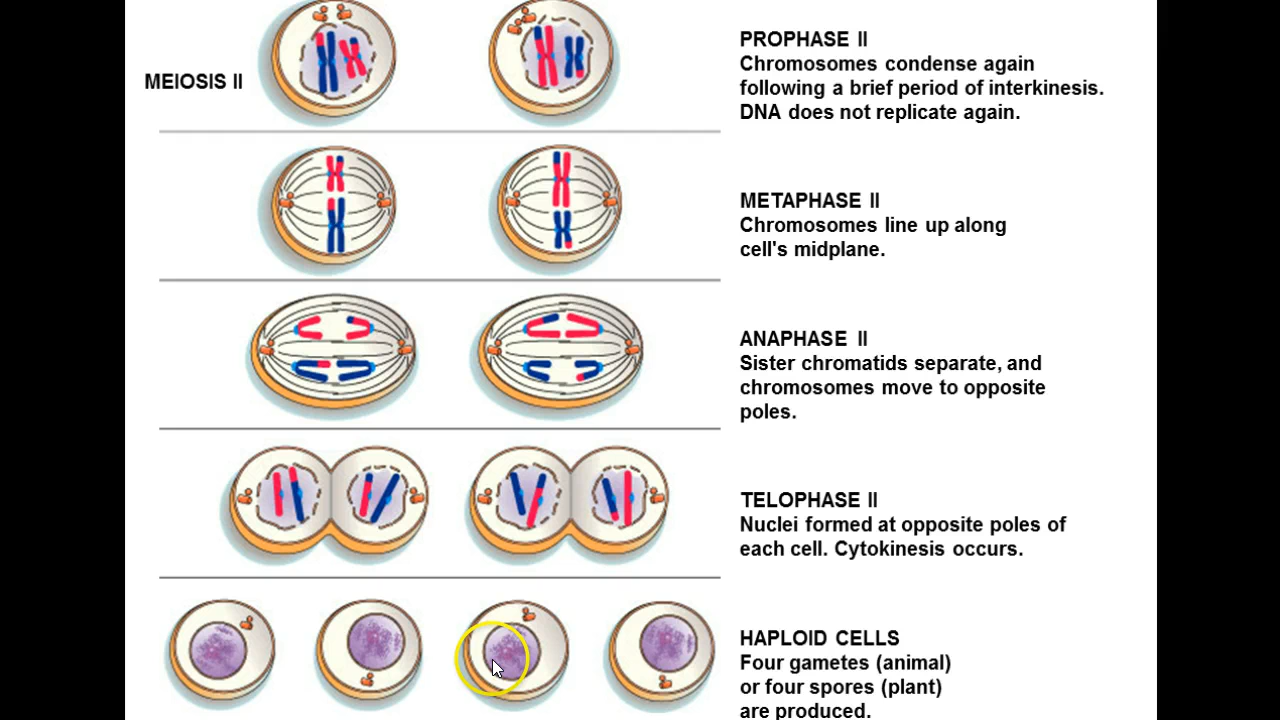 MEIOSIS II
PROPHASE II
Chromosomes condense again
following a brief period of interkinesis.
DNA does not replicate again.
METAPHASE II
Chromosomes line up along
cell's midplane.
ANAPHASE II
Sister chromatids separate, and
chromosomes move to opposite
poles.
TELOPHASE II
Nuclei formed at opposite poles of
each cell. Cytokinesis occurs.
HAPLOID CELLS
Four gametes (animal)
or four spores (plant)
are produced.